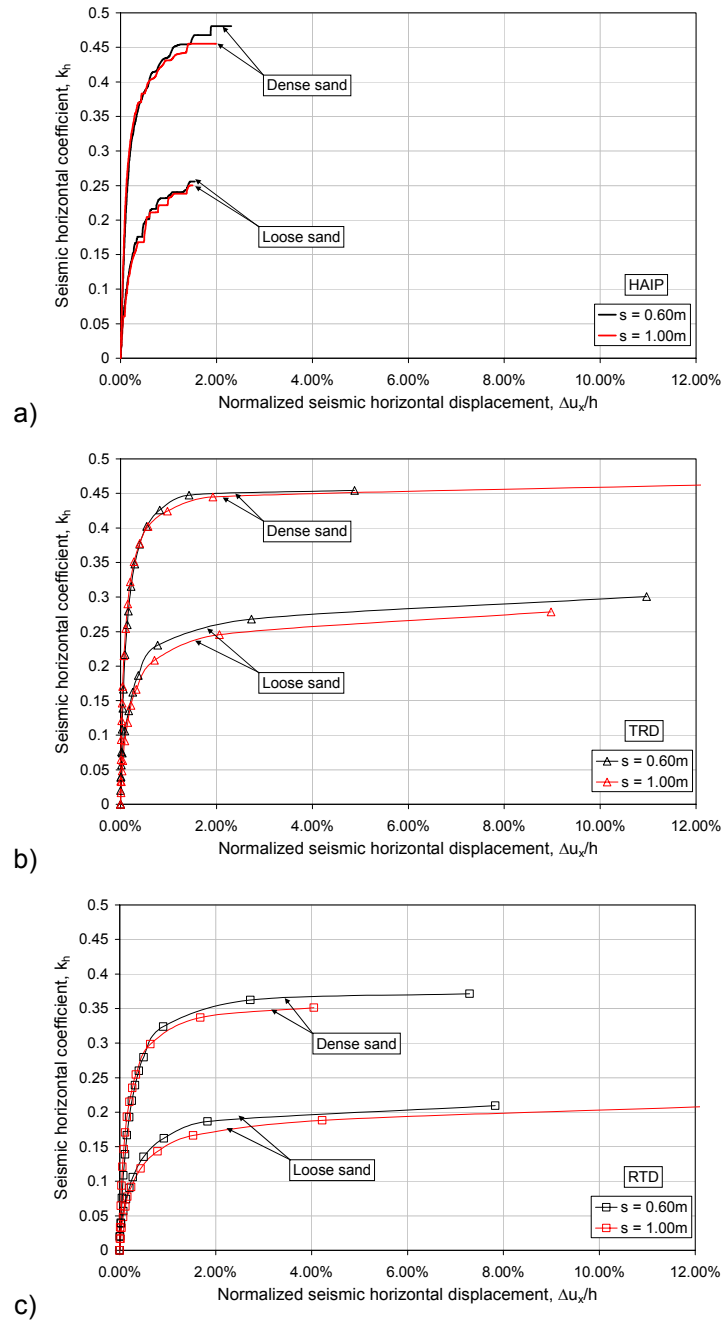 0.5
0.45
0.4
0.35
0.3
0.25
0.2
0.15
0.1
0.05
0
Seismic horizontal coefficient, kh
Dense sand
Loose sand
HAIP
s = 0.60m
s = 1.00m
0.00% 2.00% 4.00% 6.00% 8.00% 10.00% 12.00%
Normalized seismic horizontal displacement, Δux/h
a)
0.5
0.45
0.4
0.35
0.3
0.25
0.2
0.15
0.1
0.05
0
Seismic horizontal coefficient, kh
Dense sand
Loose sand
TRD
s = 0.60m
s = 1.00m
0.00% 2.00% 4.00% 6.00% 8.00% 10.00% 12.00%
Normalized seismic horizontal displacement, Δux/h
b)
0.5
0.45
0.4
0.35
0.3
0.25
0.2
0.15
0.1
0.05
0
Seismic horizontal coefficient, kh
Dense sand
Loose sand
RTD
s = 0.60m
s = 1.00m
0.00% 2.00% 4.00% 6.00% 8.00% 10.00% 12.00%
Normalized seismic horizontal displacement, Δux/h
c)